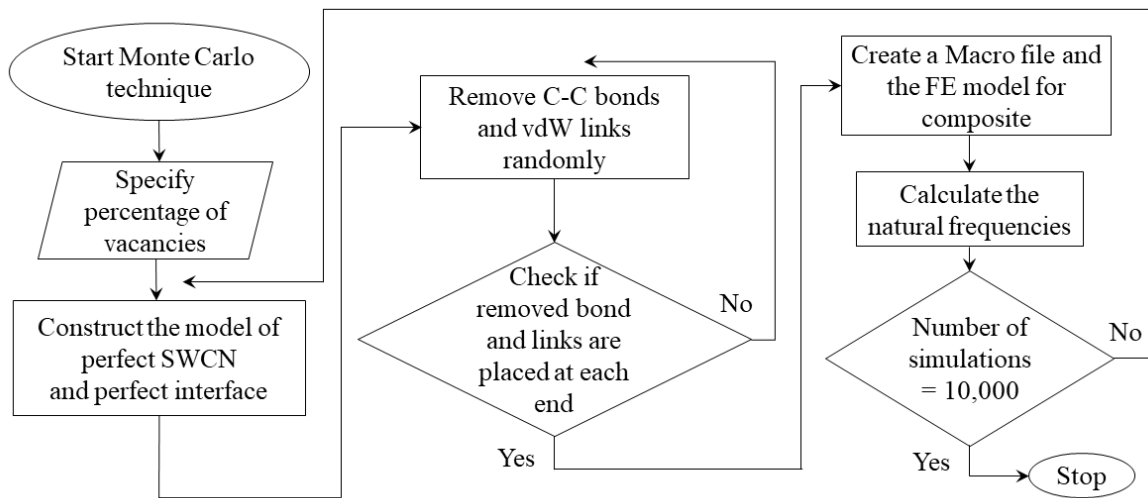 Start Monte Carlo
technique
Specify
percentage of
vacancies
Construct the model of
perfect SWCN
and perfect interface
Remove C-C bonds
and vdW links
randomly
Check if
removed bond
and links are
placed at each
end
No
Yes
Create a Macro file and
the FE model for
composite
Calculate the
natural frequencies
Number of
simulations
= 10,000
No
Yes
Stop